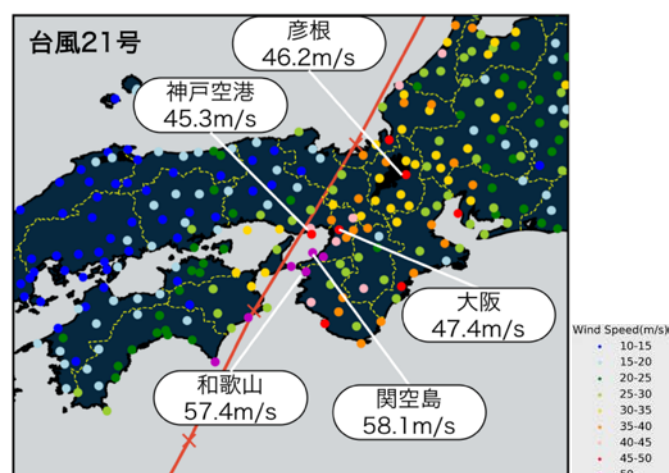 台風21号
彦根
46.2m/s
神戸空港
45.3m/s
大阪
47.4m/s
和歌山
57.4m/s
関空島
58.1m/s
Wind Speed(m/s)
10-15
15-20
20-25
25-30
30-35
35-40
40-45
45-50